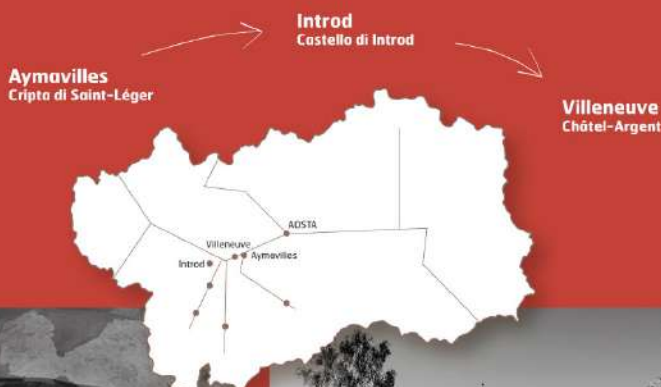 Introd
Castello di Introd
Aymavilles
Cripta di Saint-Léger
Villeneuve
Châtel-Argent
AOSTA
Villeneuve
Aymavilles
Introd